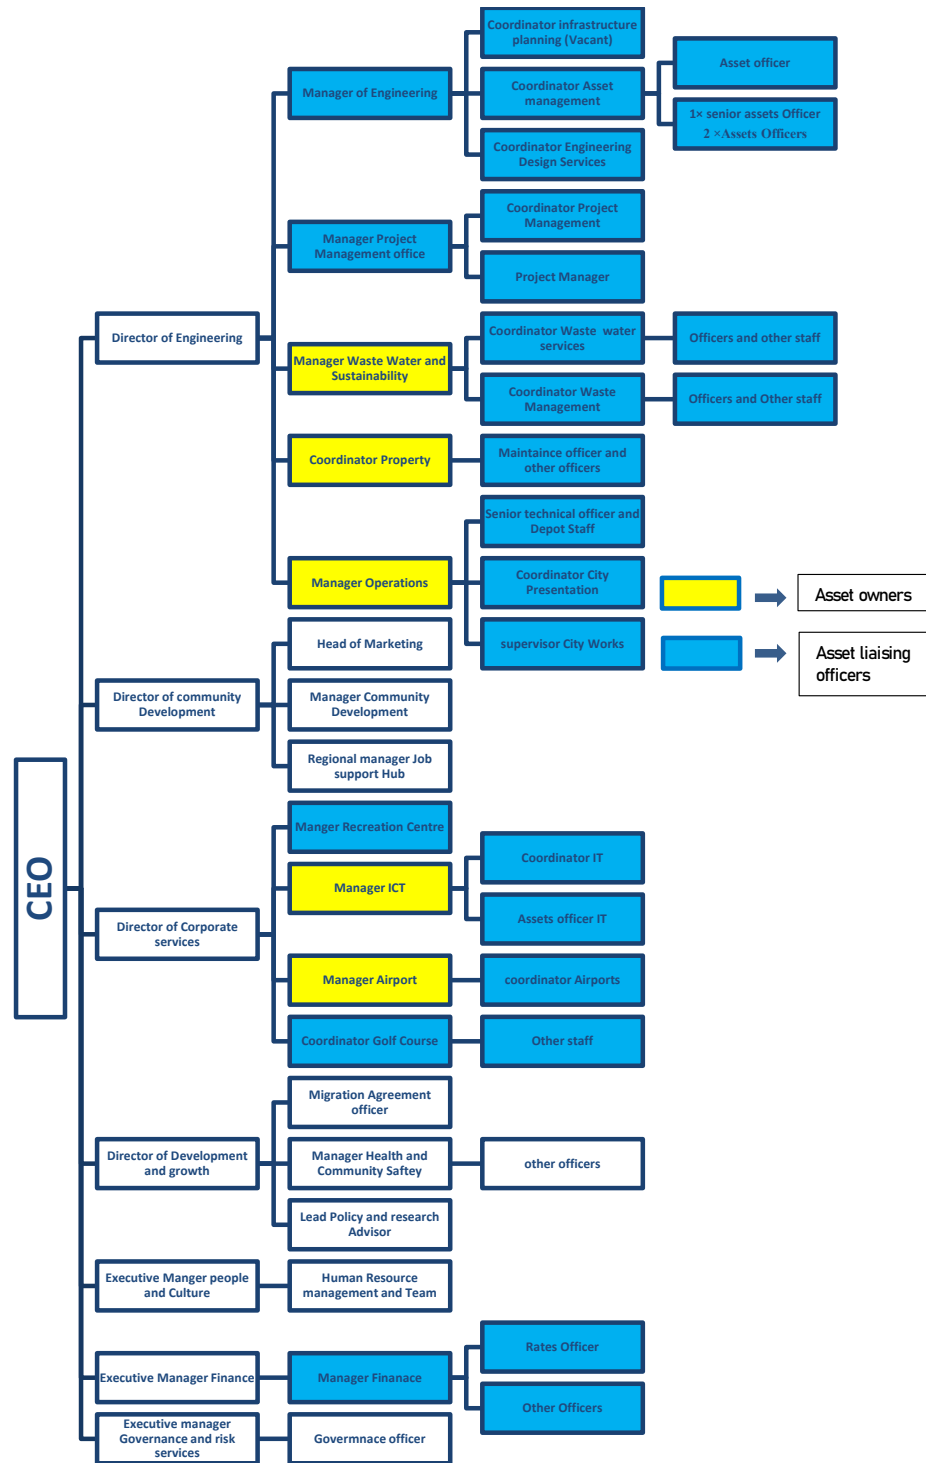 Coordinator infrastructure
planning (Vacant)
Asset officer
Manager of Engineering
Coordinator Asset
management
1× senior assets Officer
2 ×Assets Officers
Coordinator Engineering
Design Services
Coordinator Project
Management
Manager Project
Management office
Project Manager
Director of Engineering
Coordinator Waste water
services
Officers and other staff
Manager Waste Water and
Sustainability
Coordinator Waste
Management
Officers and Other staff
Coordinator Property
Maintaince officer and
other officers
Senior technical officer and
Depot Staff
Manager Operations
Coordinator City
Presentation
supervisor City Works
Asset owners
Asset liaising
officers
Head of Marketing
Director of community
Development
Manager Community
Development
Regional manager Job
support Hub
CEO
Manger Recreation Centre
Coordinator IT
Manager ICT
Assets officer IT
Director of Corporate
services
Manager Airport
coordinator Airports
Coordinator Golf Course
Other staff
Migration Agreement
officer
Director of Development
and growth
Manager Health and
Community Saftey
other officers
Lead Policy and research
Advisor
Executive Manger people
and Culture
Human Resource
management and Team
Rates Officer
Executive Manager Finance
Manager Finanace
Other Officers
Executive manager
Governance and risk
services
Govermnace officer